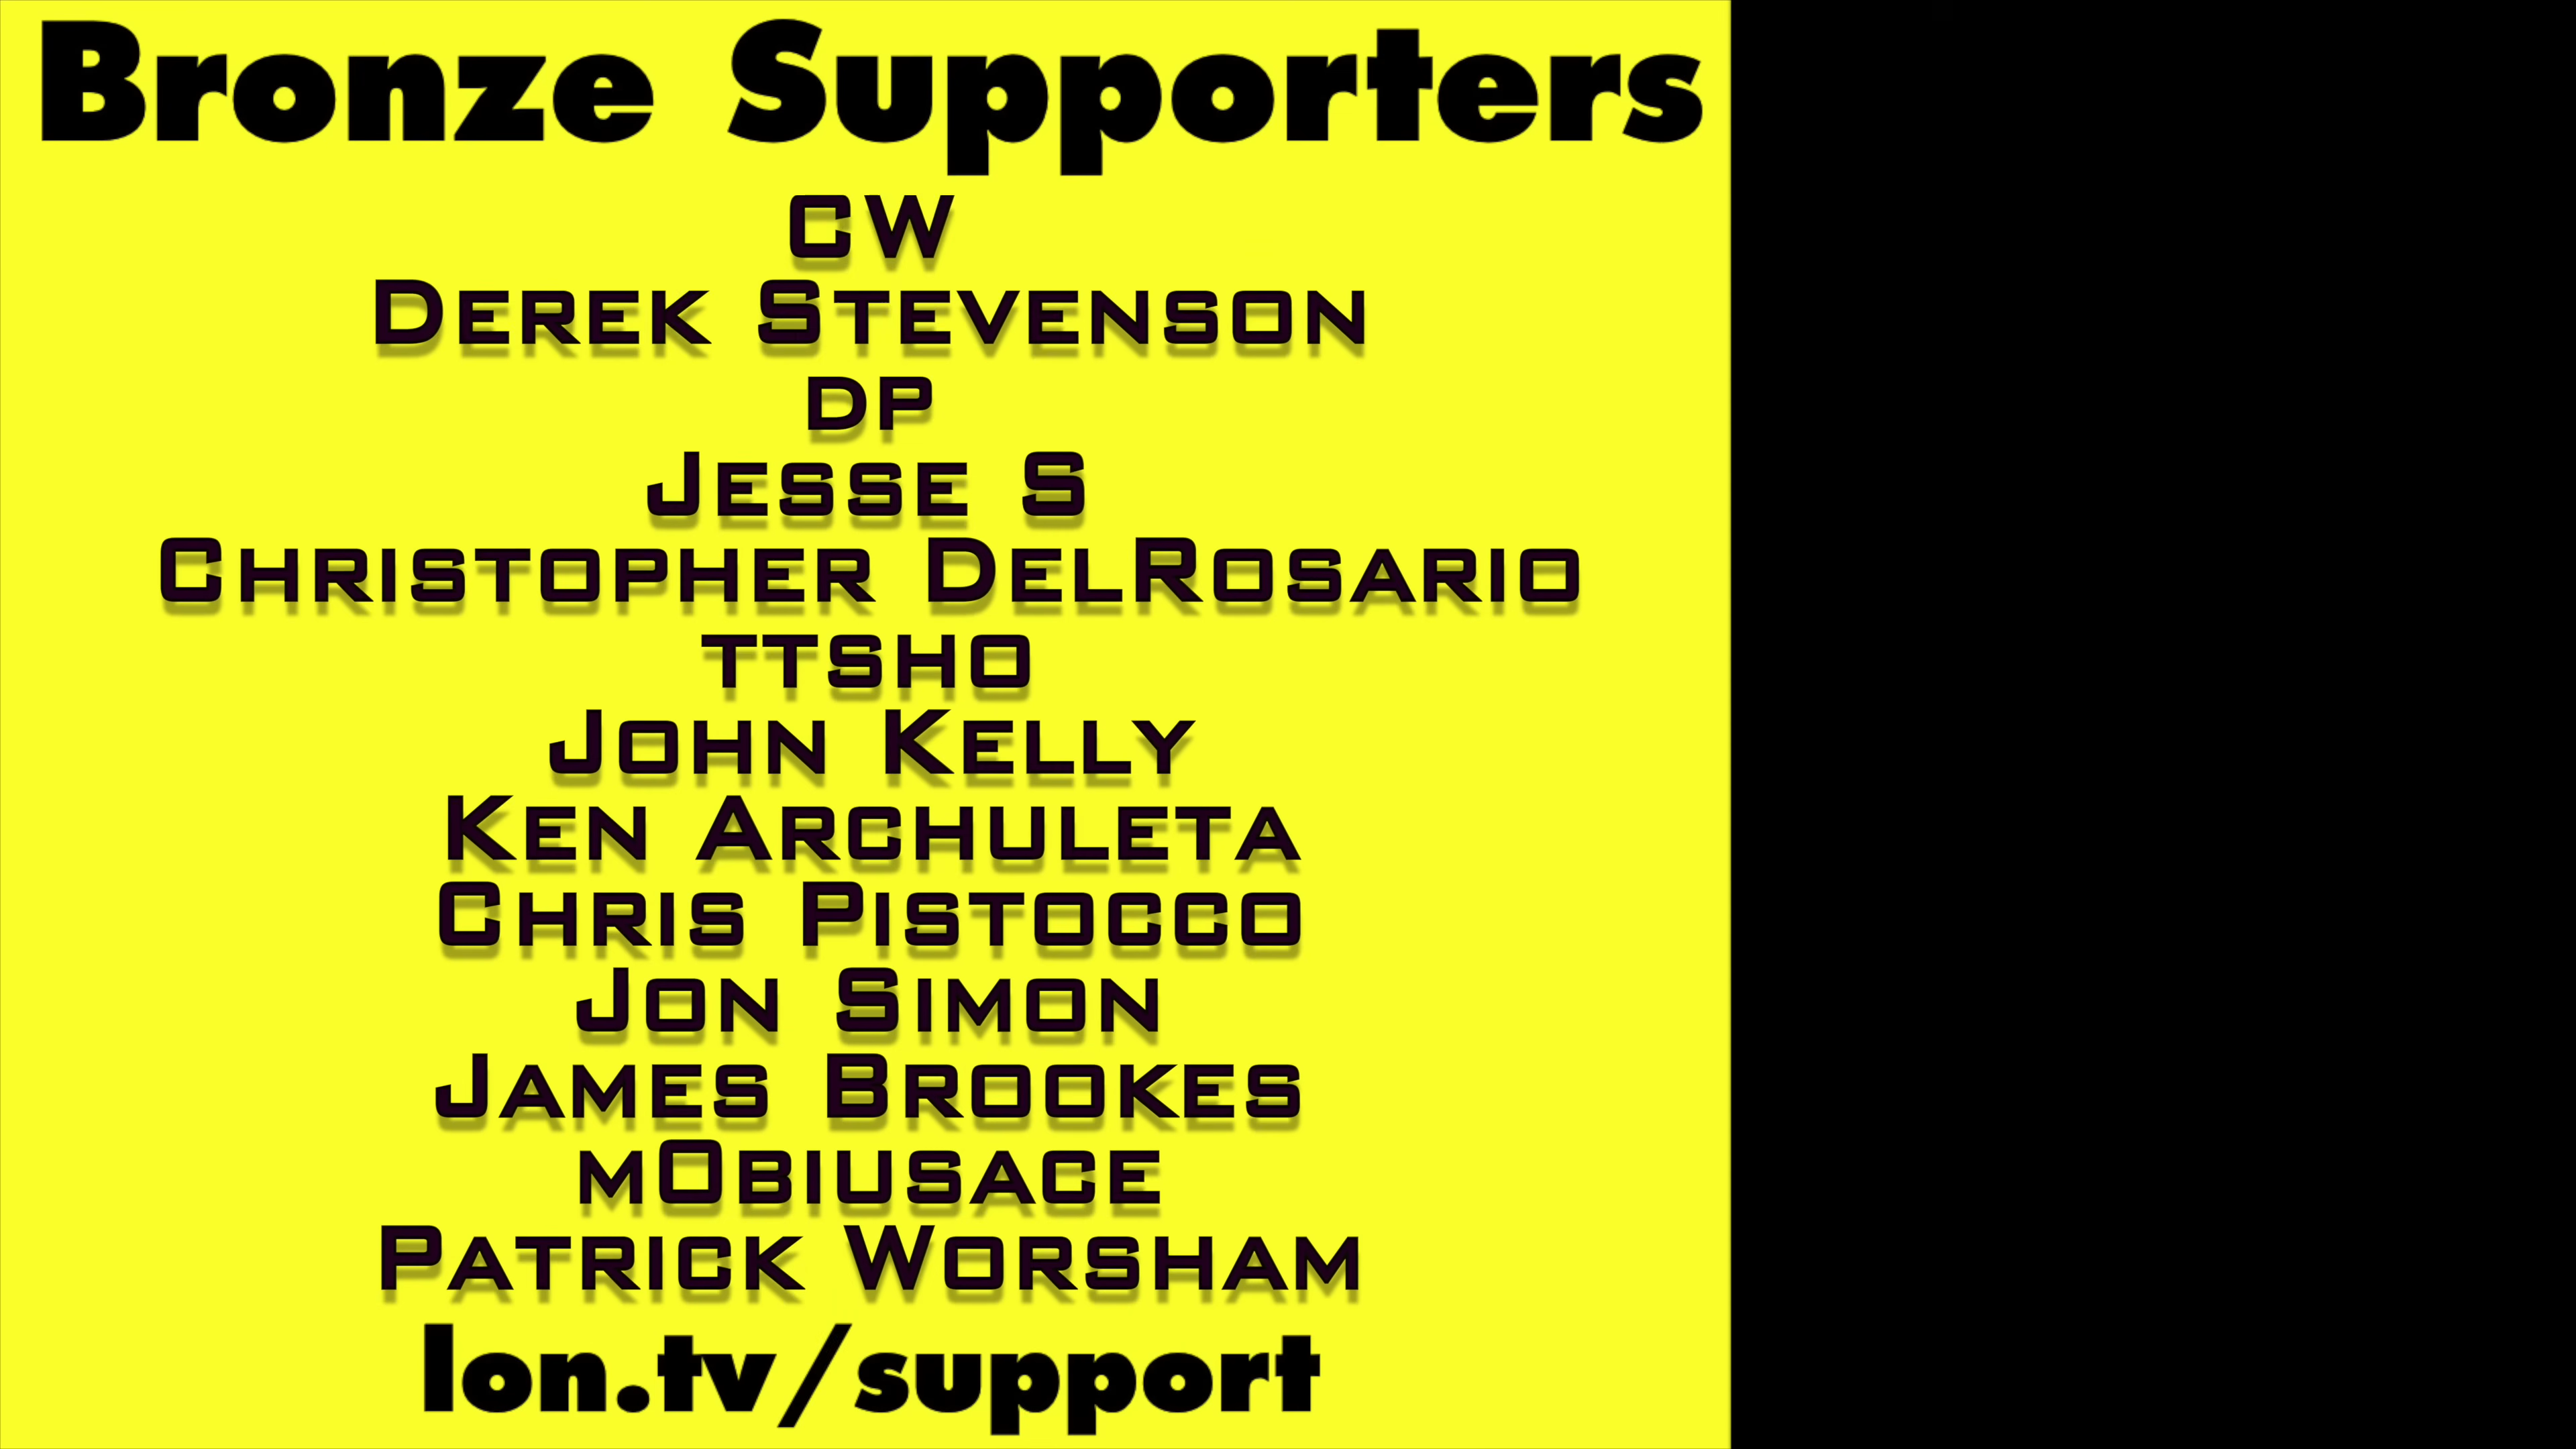 Bronze Supporters
CW
Derek Stevenson
dp
Jesse S
Christopher DelRosario
ttsho
John Kelly
Ken Archuleta
Chris Pistocco
Jon Simon
James Brookes
m0biusace
Patrick Worsham
lon.tv/support